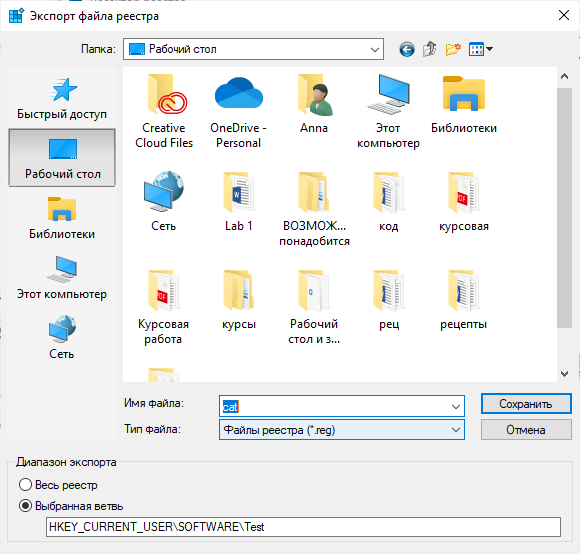 Экспорт файла реестра
Папка:
Рабочий стол
Быстрый доступ
Рабочий стол
Библиотеки
Этот компьютер
Сеть
Creative
Cloud Files
OneDrive -
Personal
Anna
Этот
компьютер
Библиотеки
Сеть
Lab 1
ВОЗМОЖ...
понадобится
код
курсовая
Курсовая
работа
курсы
Рабочий
стол и з...
рец
рецепты
Имя файла:
cat
Сохранить
Тип файла:
Файлы реестра (*.reg)
Отмена
Диапазон экспорта
Весь реестр
Выбранная ветвь
HKEY_CURRENT_USER\SOFTWARE\Test